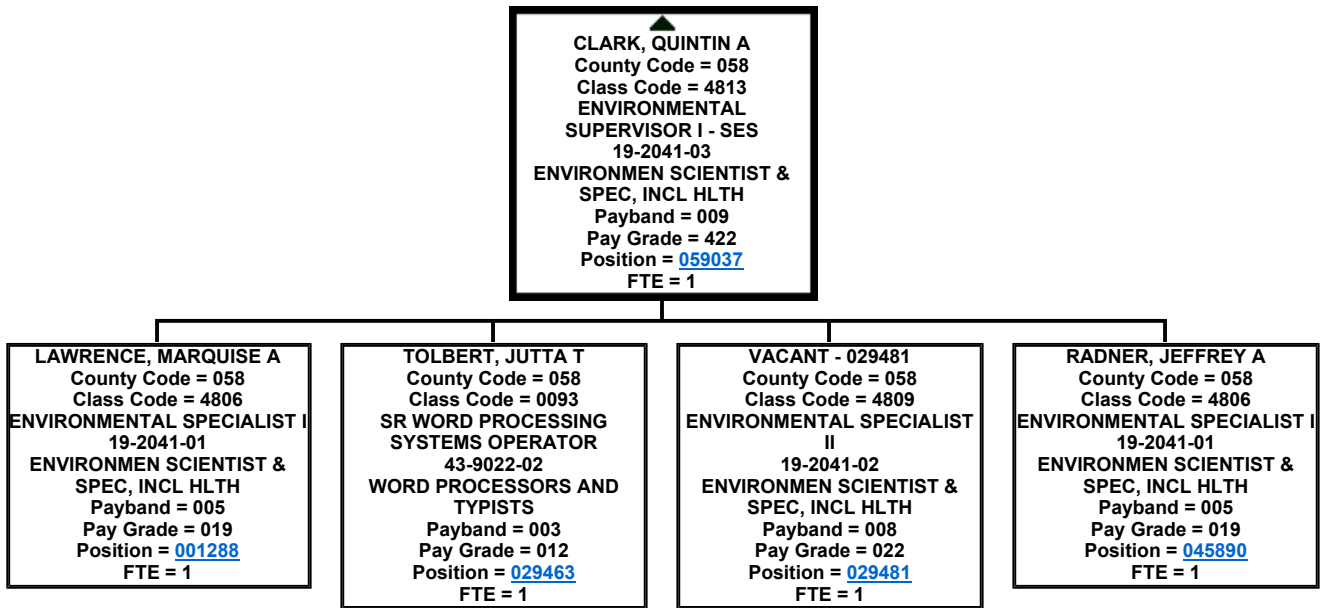 CLARK, QUINTIN A
County Code = 058
Class Code = 4813
ENVIRONMENTAL
SUPERVISOR I - SES
19-2041-03
ENVIRONMEN SCIENTIST &
SPEC, INCL HLTH
Payband = 009
Pay Grade = 422
Position = 059037
FTE = 1
LAWRENCE, MARQUISE A
County Code = 058
Class Code = 4806
ENVIRONMENTAL SPECIALIST I
19-2041-01
ENVIRONMEN SCIENTIST &
SPEC, INCL HLTH
Payband = 005
Pay Grade = 019
Position = 001288
FTE = 1
TOLBERT, JUTTA T
County Code = 058
Class Code = 0093
SR WORD PROCESSING
SYSTEMS OPERATOR
43-9022-02
WORD PROCESSORS AND
TYPISTS
Payband = 003
Pay Grade = 012
Position = 029463
FTE = 1
VACANT - 029481
County Code = 058
Class Code = 4809
ENVIRONMENTAL SPECIALIST
II
19-2041-02
ENVIRONMEN SCIENTIST &
SPEC, INCL HLTH
Payband = 008
Pay Grade = 022
Position = 029481
FTE = 1
RADNER, JEFFREY A
County Code = 058
Class Code = 4806
ENVIRONMENTAL SPECIALIST I
19-2041-01
ENVIRONMEN SCIENTIST &
SPEC, INCL HLTH
Payband = 005
Pay Grade = 019
Position = 045890
FTE = 1